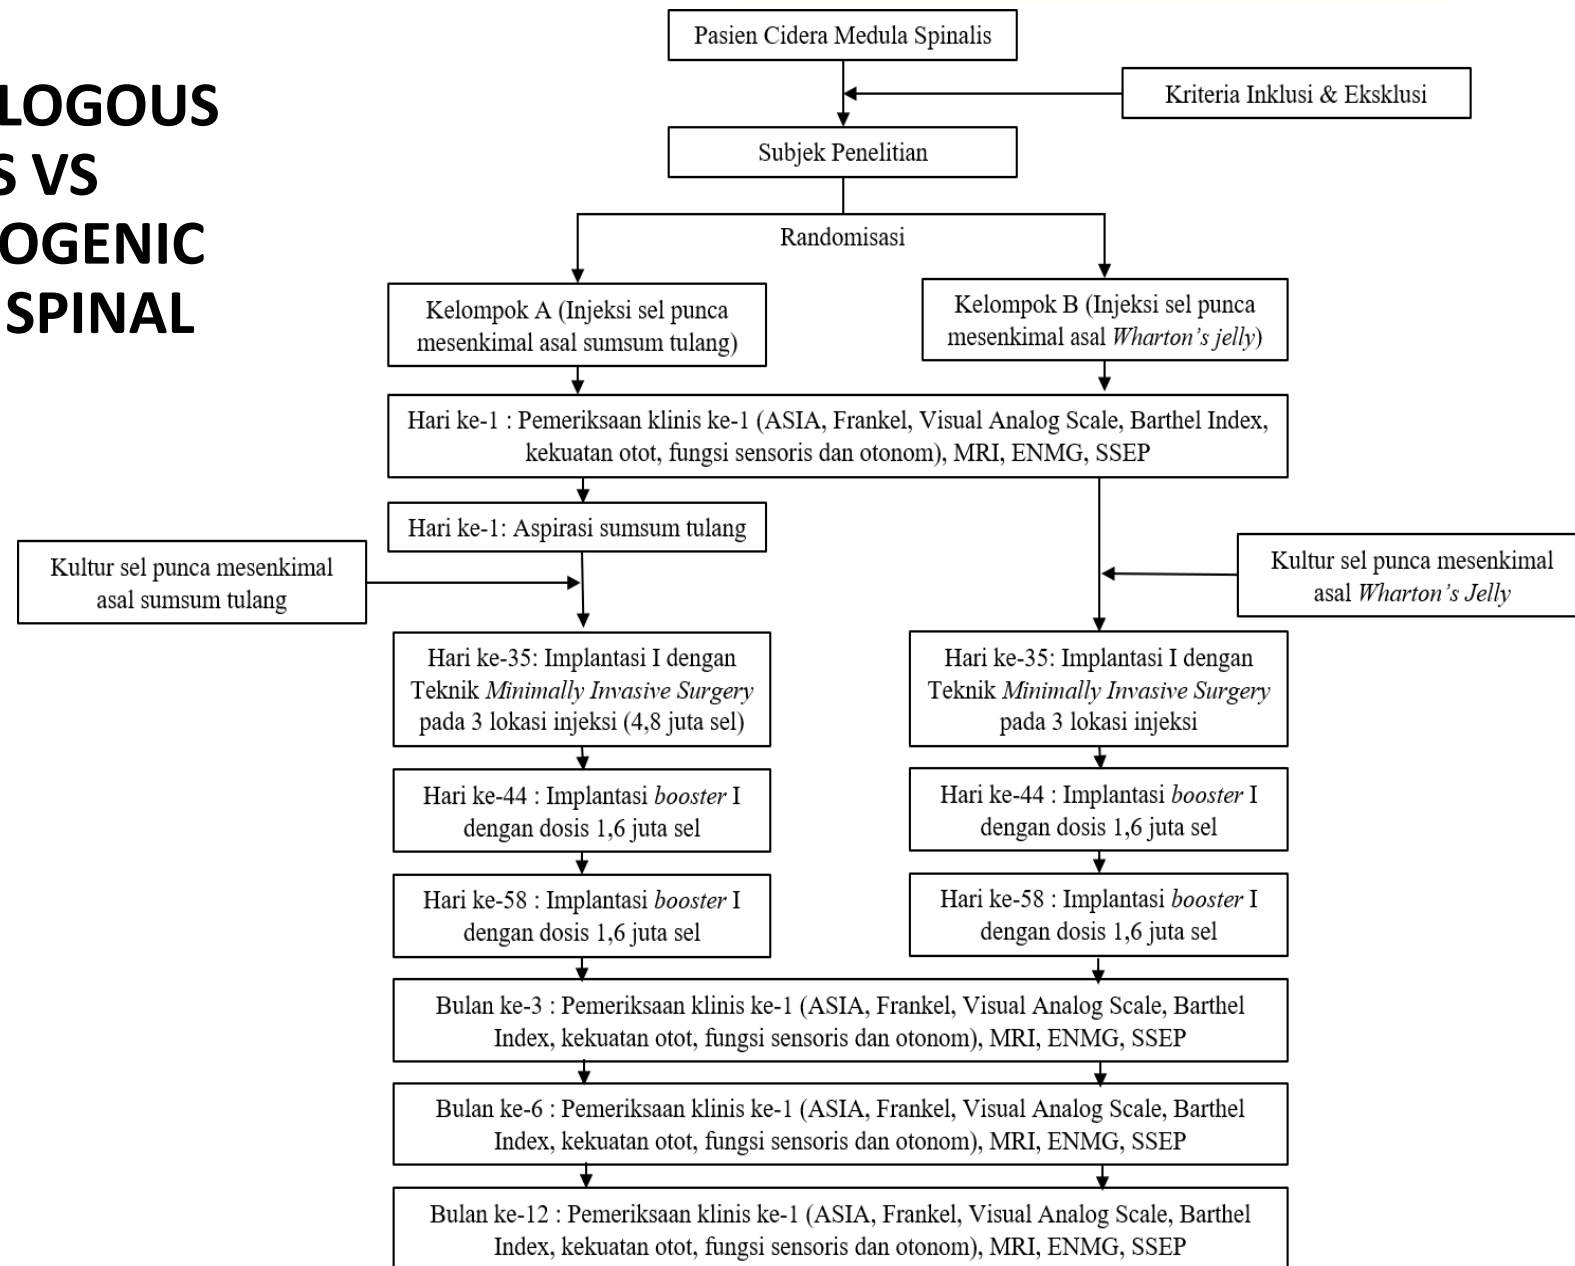 LOGOUS
S VS
OGENIC
SPINAL
Pasien Cidera Medula Spinalis
Kriteria Inklusi & Eksklusi
Subjek Penelitian
Randomisasi
Kelompok A (Injeksi sel punca
mesenkimal asal sumsum tulang)
Kelompok B (Injeksi sel punca
mesenkimal asal Wharton's jelly)
Hari ke-1 : Pemeriksaan klinis ke-1 (ASIA, Frankel, Visual Analog Scale, Barthel Index,
kekuatan otot, fungsi sensoris dan otonom), MRI, ENMG, SSEP
Hari ke-1: Aspirasi sumsum tulang
Kultur sel punca mesenkimal
asal sumsum tulang
Kultur sel punca mesenkimal
asal Wharton's Jelly
Hari ke-35: Implantasi I dengan
Teknik Minimally Invasive Surgery
pada 3 lokasi injeksi (4,8 juta sel)
Hari ke-35: Implantasi I dengan
Teknik Minimally Invasive Surgery
pada 3 lokasi injeksi
Hari ke-44 : Implantasi booster I
dengan dosis 1,6 juta sel
Hari ke-44 : Implantasi booster I
dengan dosis 1,6 juta sel
Hari ke-58 : Implantasi booster I
dengan dosis 1,6 juta sel
Hari ke-58 : Implantasi booster I
dengan dosis 1,6 juta sel
Bulan ke-3 : Pemeriksaan klinis ke-1 (ASIA, Frankel, Visual Analog Scale, Barthel
Index, kekuatan otot, fungsi sensoris dan otonom), MRI, ENMG, SSEP
Bulan ke-6 : Pemeriksaan klinis ke-1 (ASIA, Frankel, Visual Analog Scale, Barthel
Index, kekuatan otot, fungsi sensoris dan otonom), MRI, ENMG, SSEP
Bulan ke-12 : Pemeriksaan klinis ke-1 (ASIA, Frankel, Visual Analog Scale, Barthel
Index, kekuatan otot, fungsi sensoris dan otonom), MRI, ENMG, SSEP